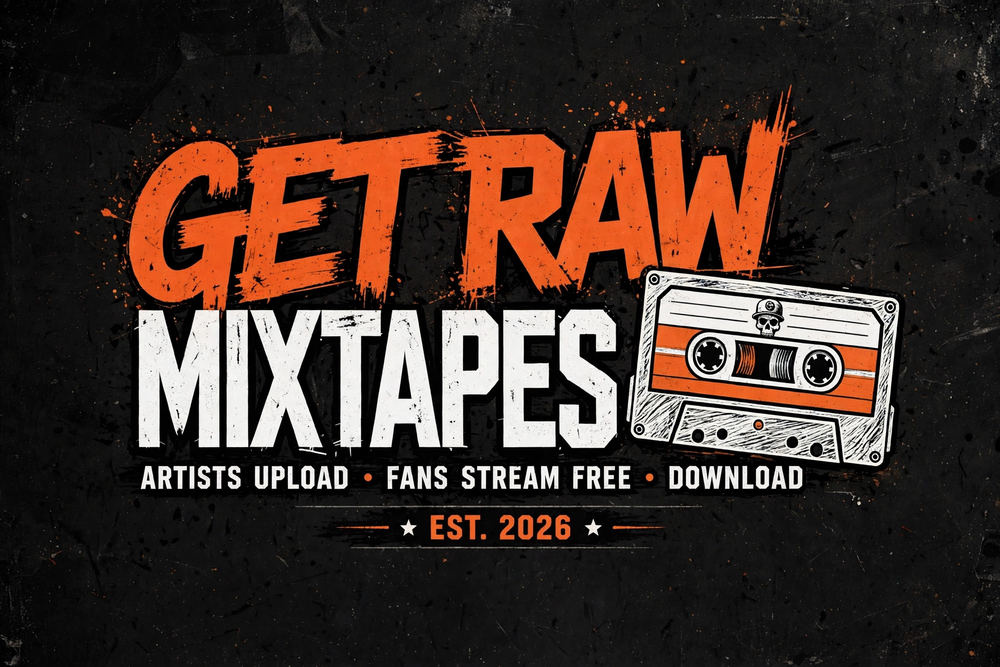 GET RAW
MIXTAPES
ARTISTS UPLOAD • FANS STREAM FREE • DOWNLOAD
★ EST. 2026 ★